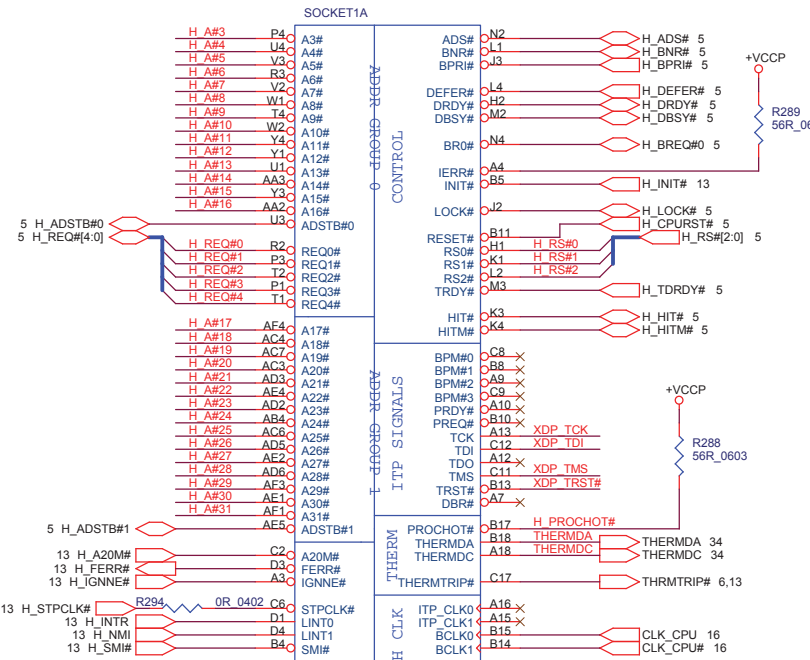 SOCKET1A
H_A#3 P4 A3# ADS# N2 H_ADS# 5
H_A#4 U4 A4# BNR# L1 H_BNR# 5
H_A#5 V3 A5# BPRI# J3 H_BPRI# 5
+VCCP
H_A#6 R3 A6#
H_A#7 V2 A7# DEFER# L4 H_DEFER# 5
H_A#8 W1 A8# DRDY# H2 H_DRDY# 5
H_A#9 T4 A9# DBSY# M2 H_DBSY# 5
R289
56R_06
H_A#10 W2 A10#
H_A#11 Y4 A11# BR0# N4 H_BREQ#0 5
H_A#12 Y1 A12#
H_A#13 U1 A13# IERR# A4
H_A#14 AA3 A14# INIT# B5 H_INIT# 13
H_A#15 Y3 A15#
H_A#16 AA2 A16# LOCK# J2 H_LOCK# 5
5 H_ADSTB#0 U3 ADSTB#0 H_CPURST# 5
5 H_REQ#[4:0] RESET# B11 H_RS#[2:0] 5
H_REQ#0 R2 REQ0# RS0# H1 H_RS#0
H_REQ#1 P3 REQ1# RS1# K1 H_RS#1
H_REQ#2 T2 REQ2# RS2# L2 H_RS#2
H_REQ#3 P1 REQ3# TRDY# M3 H_TDRDY# 5
H_REQ#4 T1 REQ4#
ADDR GROUP 0
CONTROL
HIT# K3 H_HIT# 5
H_A#17 AF4 A17# HITM# K4 H_HITM# 5
H_A#18 AC4 A18#
H_A#19 AC7 A19# BPM#0 C8
H_A#20 AC3 A20# BPM#1 B8
H_A#21 AD3 A21# BPM#2 A9
H_A#22 AE4 A22# BPM#3 C9
+VCCP
H_A#23 AD2 A23# PRDY# A10
H_A#24 AB4 A24# PREQ# B10
H_A#25 AC6 A25# TCK A13 XDP_TCK
H_A#26 AD5 A26# TDI C12 XDP_TDI
R288
56R_0603
H_A#27 AE2 A27# TDO A12
H_A#28 AD6 A28# TMS C11 XDP_TMS
H_A#29 AF3 A29# TRST# B13 XDP_TRST#
H_A#30 AE1 A30# DBR# A7
H_A#31 AF1 A31#
ADDR GROUP 1
ITP SIGNALS
5 H_ADSTB#1 AE5 ADSTB#1 PROCHOT# B17 H_PROCHOT#
THERMDA B18 THERMDA THERMDA 34
13 H_A20M# C2 A20M# THERMDC A18 THERMDC THERMDC 34
13 H_FERR# D3 FERR#
13 H_IGNNE# A3 IGNNE# THERMTRIP# C17 THRMTRIP# 6,13
THERM
13 H_STPCLK# R294 0R_0402 C6 STPCLK# ITP_CLK0 A16
13 H_INTR D1 LINT0 ITP_CLK1 A15
13 H_NMI D4 LINT1 BCLK0 B15 CLK_CPU 16
13 H_SMI# B4 SMI# BCLK1 B14 CLK_CPU# 16
H CLK